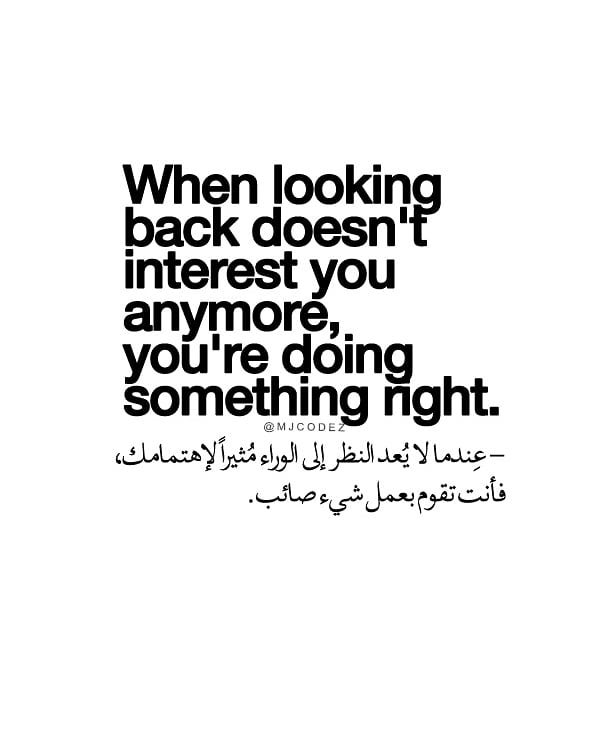 When looking
back doesn't
interest you
anymore,
you're doing
something right.
@MJCODEZ
– عِندما لا يُعد النظر إلى الوراء مُثيراً لإهتمامك،
فأنت تقوم بعمل شيء صائب.